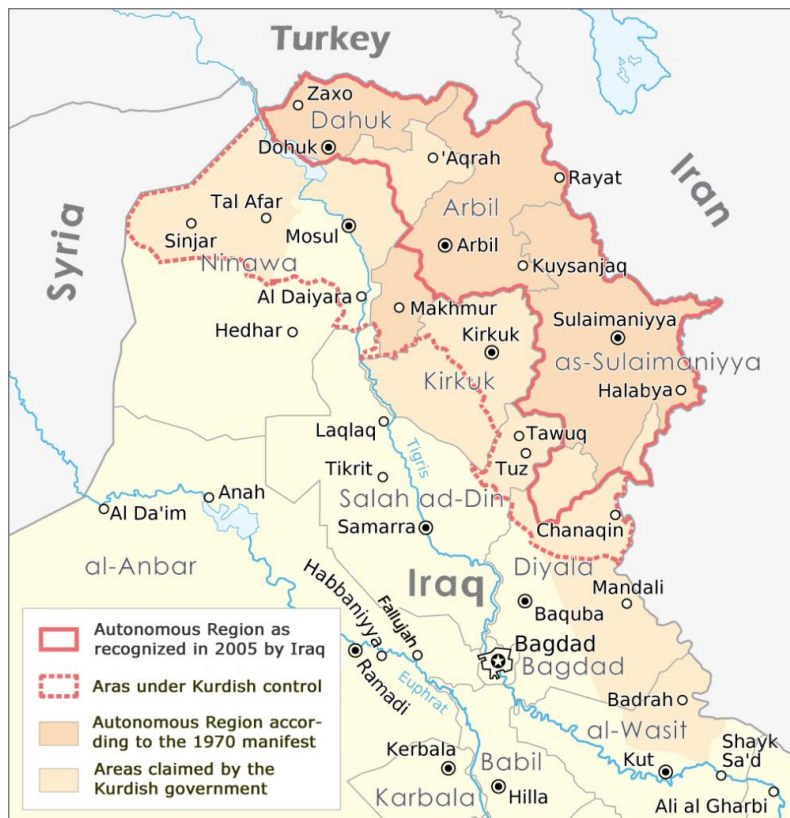 Turkey
Zaxo
Dahuk
Dohuk
'Aqrah
Rayat
Iran
Syria
Tal Afar
Sinjar
Mosul
Ninawa
Arbil
Arbil
Kuysanjaq
Al Daiyara
Makhmur
Hedhar
Kirkuk
Kirkuk
Sulaimaniyya
as-Sulaimaniyya
Halabya
Laqlaq
Tigris
Tawuq
Tuz
Tikrit
Salah ad-Din
Anah
Al Da'im
Samarra
Chanaqin
al-Anbar
Iraq
Diyala
Mandali
Habbaniyya
Fallujah
Baquba
Bagdad
Bagdad
Ramadi
Euphrat
Badrah
al-Wasit
Shayk
Sa'd
Kerbala
Babil
Kut
Karbala
Hilla
Ali al Gharbi
Autonomous Region as
recognized in 2005 by Iraq
Aras under Kurdish control
Autonomous Region accor-
ding to the 1970 manifest
Areas claimed by the
Kurdish government